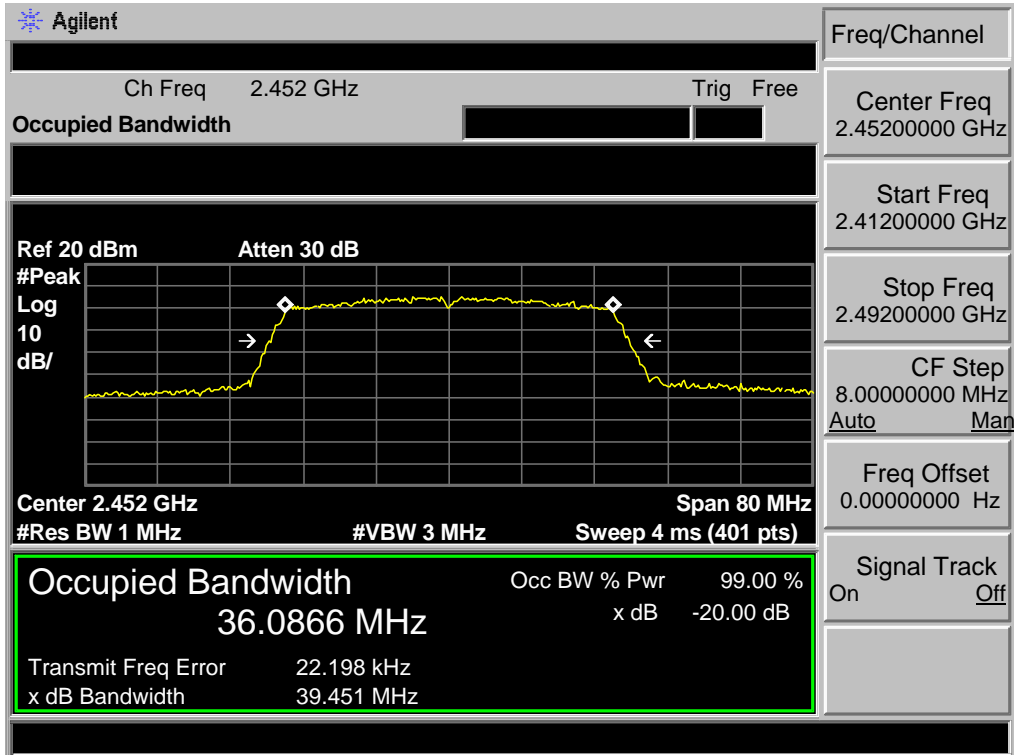 Agilent
Freq/Channel
Ch Freq 2.452 GHz Trig Free
Occupied Bandwidth
Center Freq
2.45200000 GHz
Start Freq
2.41200000 GHz
Stop Freq
2.49200000 GHz
CF Step
8.00000000 MHz
Auto Man
Freq Offset
0.00000000 Hz
Signal Track
On Off
Ref 20 dBm Atten 30 dB
#Peak
Log
10
dB/
Center 2.452 GHz Span 80 MHz
#Res BW 1 MHz #VBW 3 MHz Sweep 4 ms (401 pts)
Occupied Bandwidth Occ BW % Pwr 99.00 %
36.0866 MHz x dB -20.00 dB
Transmit Freq Error 22.198 kHz
x dB Bandwidth 39.451 MHz